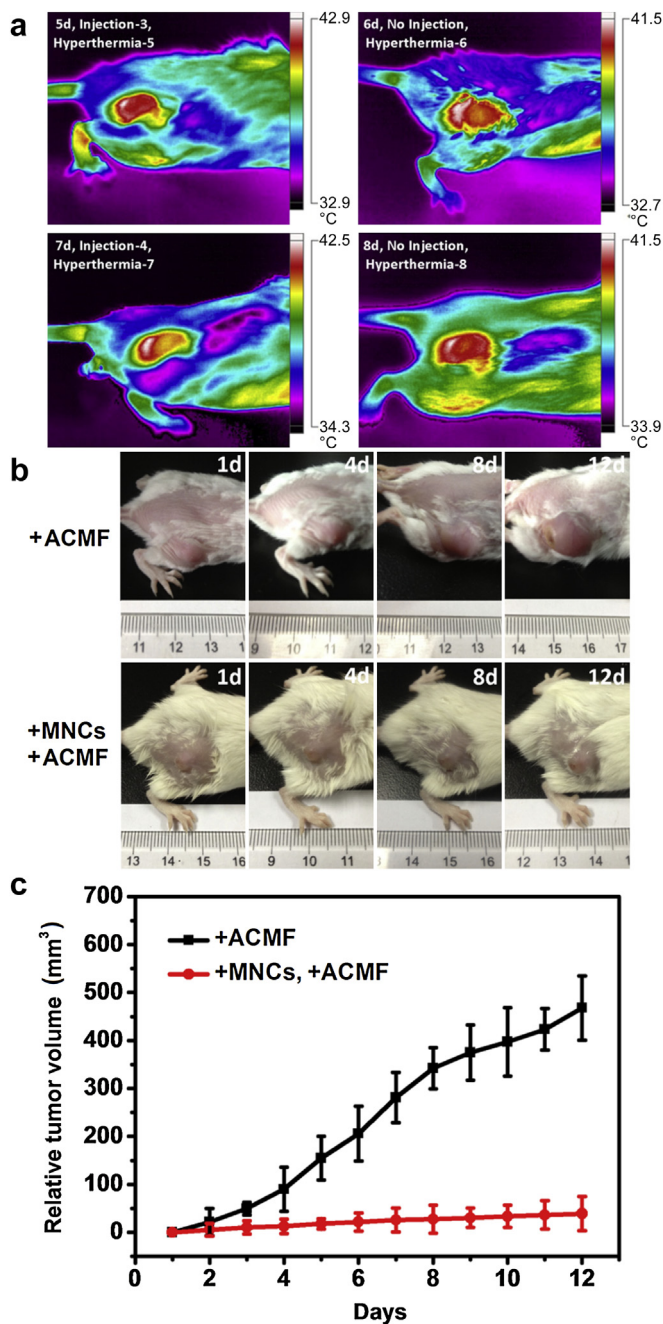 a
5d, Injection-3,
Hyperthermia-5
42.9
32.9
°C
6d, No Injection,
Hyperthermia-6
41.5
32.7
°C
7d, Injection-4,
Hyperthermia-7
42.5
34.3
°C
8d, No Injection,
Hyperthermia-8
41.5
33.9
°C
b
+ACMF
1d
4d
8d
12d
11 12 13 1
9 10 11 12
11 12 13
14 15 16 17
+MNCs
+ACMF
1d
4d
8d
12d
13 14 15 16
9 10 11
13 14 15 16
12 13 14 1
c
Relative tumor volume (mm³)
700
600
500
400
300
200
100
0
+ACMF
+MNCs, +ACMF
2 4 6 8 10 12
Days